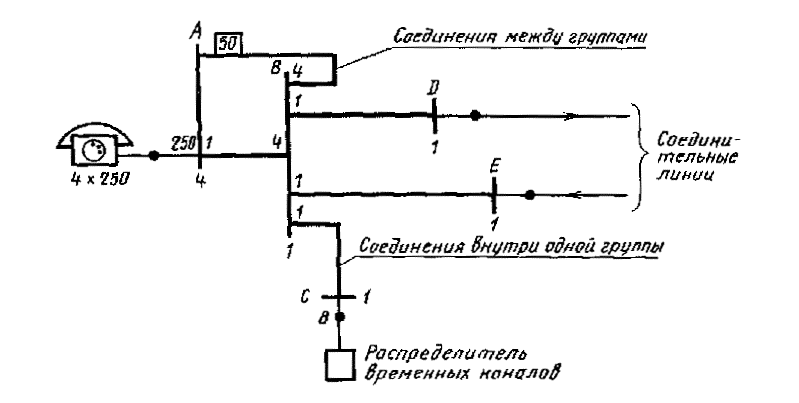 A
50
Соединения между группами
B 4
1
D
1
250 1
4
4 × 250
4
Соедини-
тельные
линии
1
E
1
1
1
Соединения внутри одной группы
C
1
8
Распределитель
временных каналов